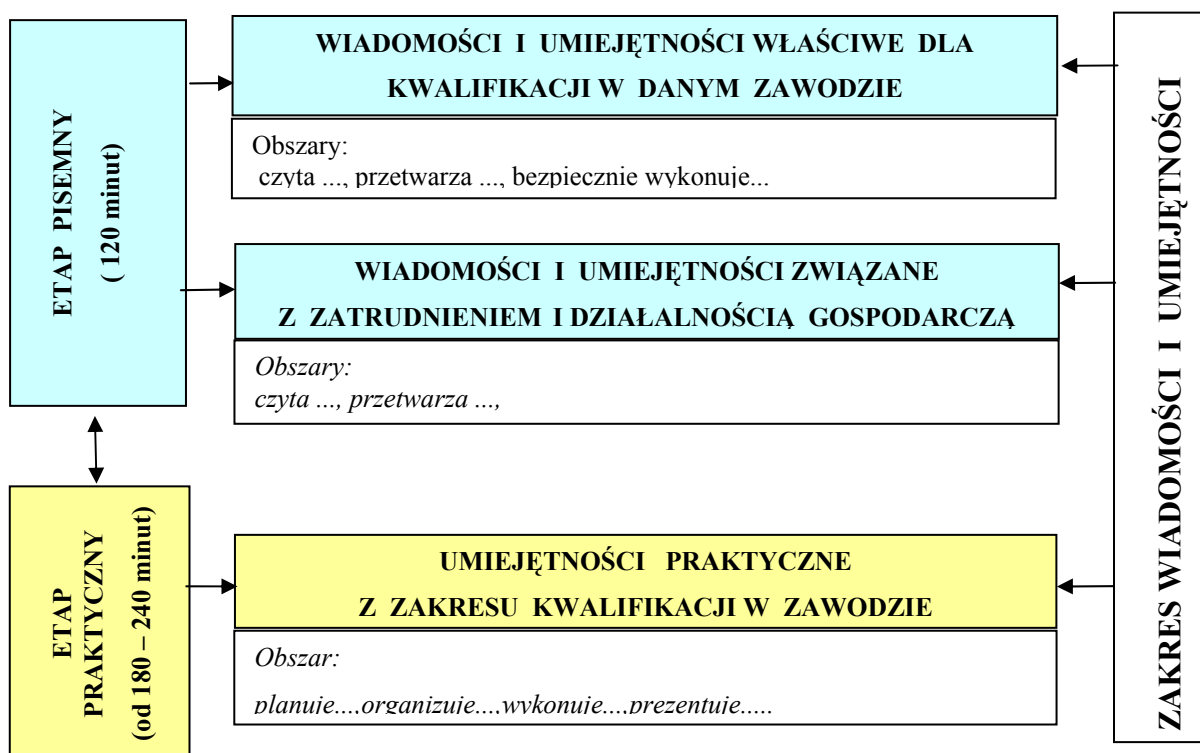 ETAP PISEMNY
( 120 minut)
WIADOMOŚCI I UMIEJĘTNOŚCI WŁAŚCIWE DLA
KWALIFIKACJI W DANYM ZAWODZIE
Obszary:
czyta ..., przetwarza ..., bezpiecznie wykonuje...
WIADOMOŚCI I UMIEJĘTNOŚCI ZWIĄZANE
Z ZATRUDNIENIEM I DZIAŁALNOŚCIĄ GOSPODARCZĄ
Obszary:
czyta ..., przetwarza ...,
ETAP
PRAKTYCZNY
(od 180 – 240 minut)
UMIEJĘTNOŚCI PRAKTYCZNE
Z ZAKRESU KWALIFIKACJI W ZAWODZIE
Obszar:
planuje...,organizuje...,wykonuje...,prezentuje.....
ZAKRES WIADOMOŚCI I UMIEJĘTNOŚCI